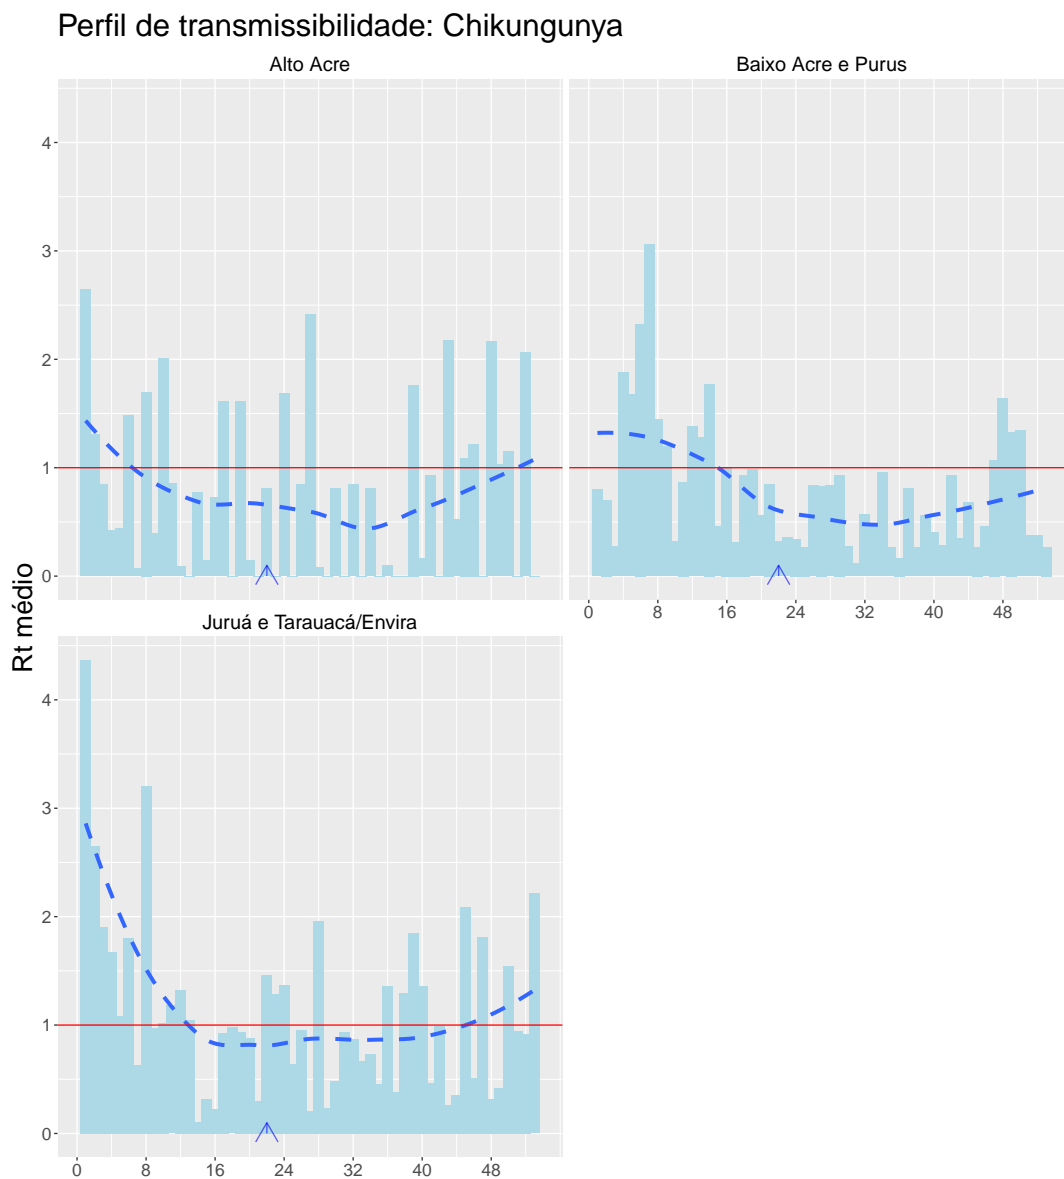 Perfil de transmissibilidade: Chikungunya
Alto Acre
Baixo Acre e Purus
4
3
2
1
0
0 8 16 24 32 40 48
Juruá e Tarauacá/Envira
Rt médio
4
3
2
1
0
0 8 16 24 32 40 48